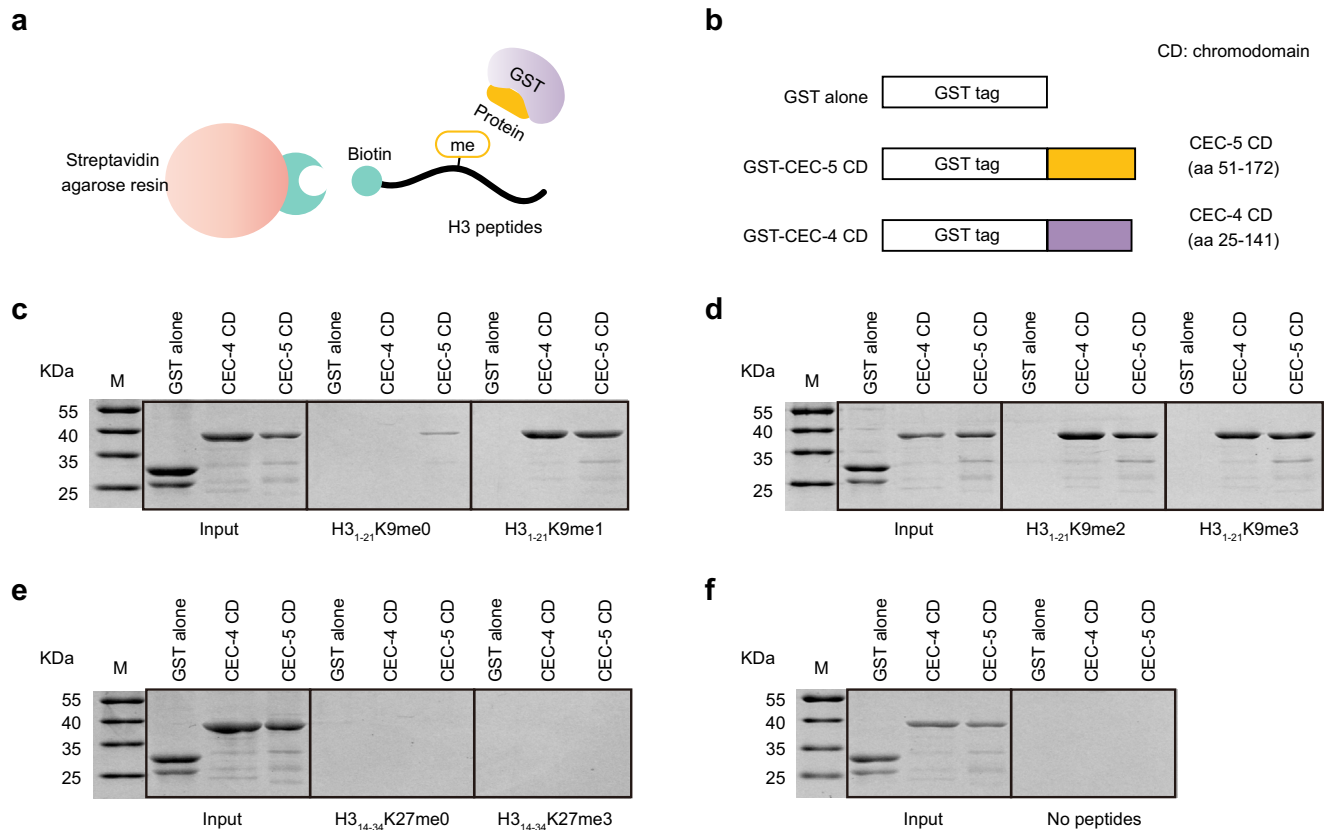 a
GST
Protein
me
Biotin
Streptavidin
agarose resin
H3 peptides
b
CD: chromodomain
GST alone
GST tag
GST-CEC-5 CD
GST tag
CEC-5 CD
(aa 51-172)
GST-CEC-4 CD
GST tag
CEC-4 CD
(aa 25-141)
c
KDa
M
GST alone
CEC-4 CD
CEC-5 CD
GST alone
CEC-4 CD
CEC-5 CD
GST alone
CEC-4 CD
CEC-5 CD
55
40
35
25
Input
H3₁₋₂₁K9me0
H3₁₋₂₁K9me1
d
KDa
M
GST alone
CEC-4 CD
CEC-5 CD
GST alone
CEC-4 CD
CEC-5 CD
GST alone
CEC-4 CD
CEC-5 CD
55
40
35
25
Input
H3₁₋₂₁K9me2
H3₁₋₂₁K9me3
e
KDa
M
GST alone
CEC-4 CD
CEC-5 CD
GST alone
CEC-4 CD
CEC-5 CD
GST alone
CEC-4 CD
CEC-5 CD
55
40
35
25
Input
H3₁₄₋₃₄K27me0
H3₁₄₋₃₄K27me3
f
KDa
M
GST alone
CEC-4 CD
CEC-5 CD
GST alone
CEC-4 CD
CEC-5 CD
55
40
35
25
Input
No peptides